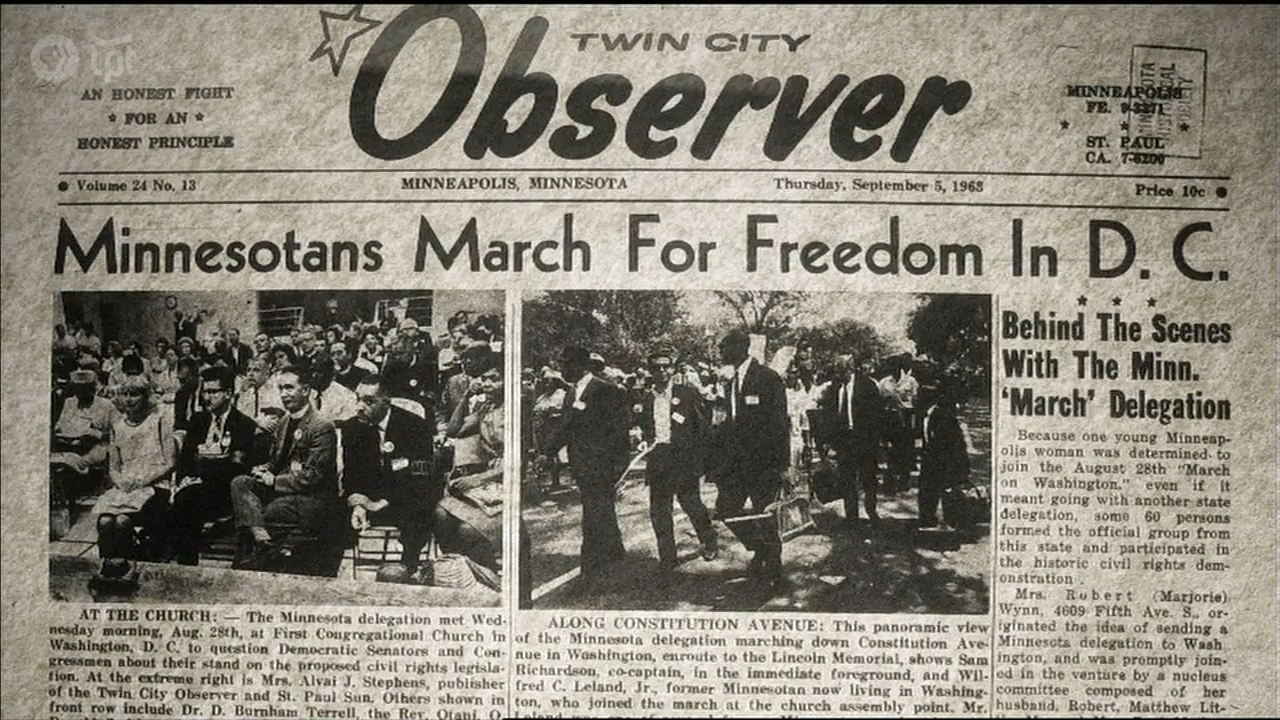 PBS tpt
TWIN CITY
Observer
AN HONEST FIGHT
* FOR AN *
HONEST PRINCIPLE
MINNEAPOLIS
FE. 9-3371
ST. PAUL
CA. 7-6200
MINNESOTA
HISTORICAL
SOCIETY
Volume 24 No. 13
MINNEAPOLIS, MINNESOTA
Thursday, September 5, 1963
Price 10c
Minnesotans March For Freedom In D. C.
Behind The Scenes
With The Minn.
'March' Delegation
Because one young Minneap-
olis woman was determined to
join the August 28th "March
on Washington," even if it
meant going with another state
delegation, some 60 persons
formed the official group from
this state and participated in
the historic civil rights dem-
onstration.
Mrs. Robert (Marjorie)
Wynn, 4609 Fifth Ave. S., or-
iginated the idea of sending a
Minnesota delegation to Wash
ington, and was promptly join-
ed in the venture by a nucleus
committee composed of her
husband, Robert, Matthew Lit-
AT THE CHURCH: — The Minnesota delegation met Wed-
nesday morning, Aug. 28th, at First Congregational Church in
Washington, D. C. to question Democratic Senators and Con-
gressmen about their stand on the proposed civil rights legisla-
tion. At the extreme right is Mrs. Alvai J. Stephens, publisher
of the Twin City Observer and St. Paul Sun. Others shown in
front row include Dr. D. Burnham Terrell, the Rev. Otani, O.
ALONG CONSTITUTION AVENUE: This panoramic view
of the Minnesota delegation marching down Constitution Ave-
nue in Washington, enroute to the Lincoln Memorial, shows Sam
Richardson, co-captain, in the immediate foreground, and Wil-
fred C. Leland, Jr., former Minnesotan now living in Washing-
ton, who joined the march at the church assembly point. Mr.